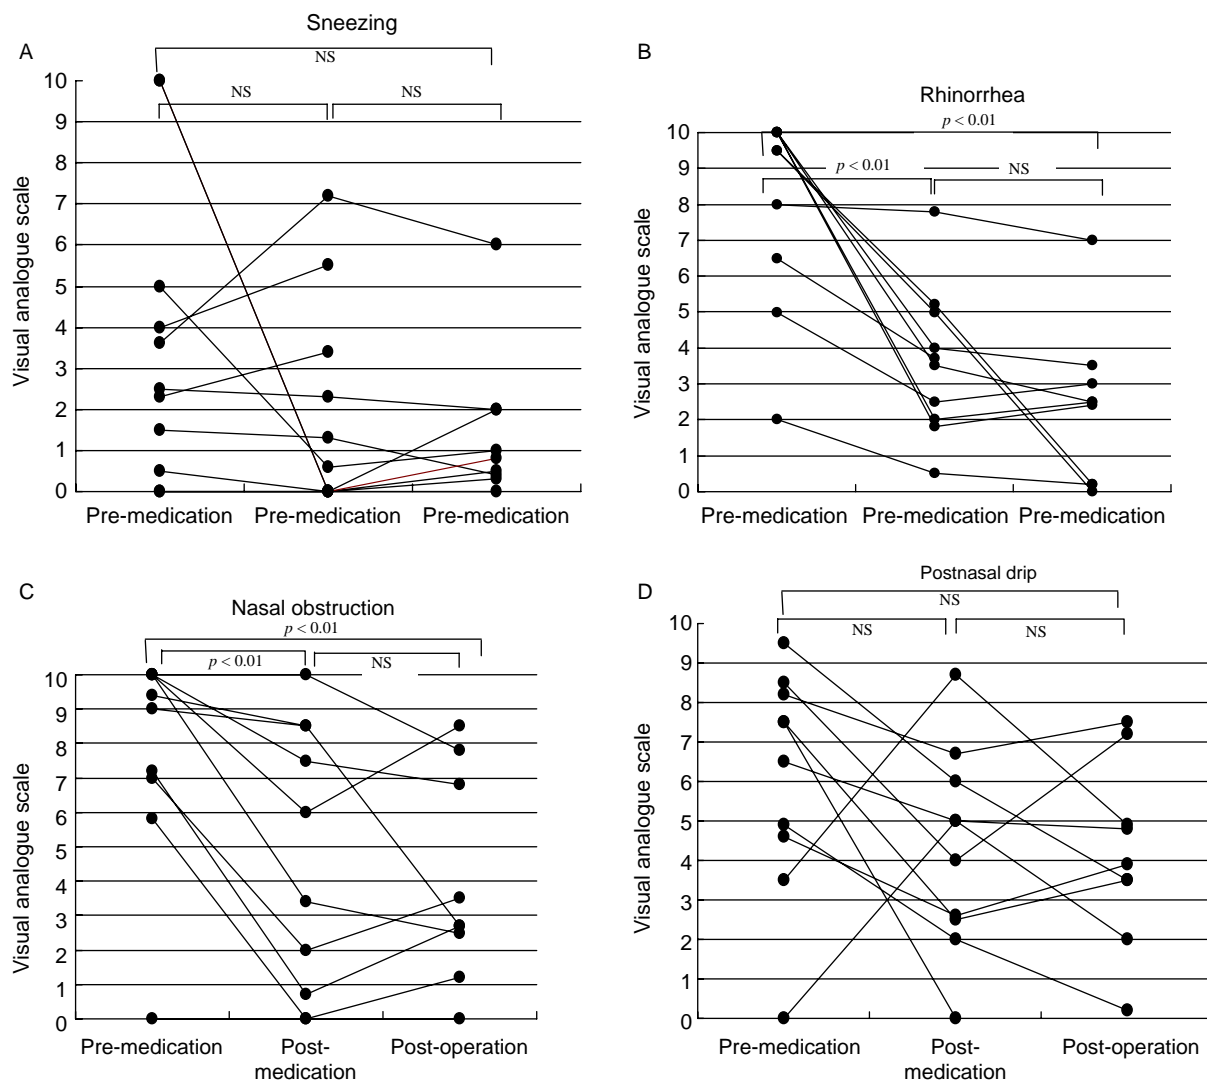 Sneezing
A
NS
NS
NS
10
9
8
7
6
5
4
3
2
1
0
Visual analogue scale
Pre-medication Pre-medication Pre-medication
B
Rhinorrhea
p < 0.01
p < 0.01
NS
10
9
8
7
6
5
4
3
2
1
0
Visual analogue scale
Pre-medication Pre-medication Pre-medication
C
Nasal obstruction
p < 0.01
p < 0.01
NS
10
9
8
7
6
5
4
3
2
1
0
Visual analogue scale
Pre-medication Post- Post-operation
medication
D
Postnasal drip
NS
NS
NS
10
9
8
7
6
5
4
3
2
1
0
Visual analogue scale
Pre-medication Post- Post-operation
medication